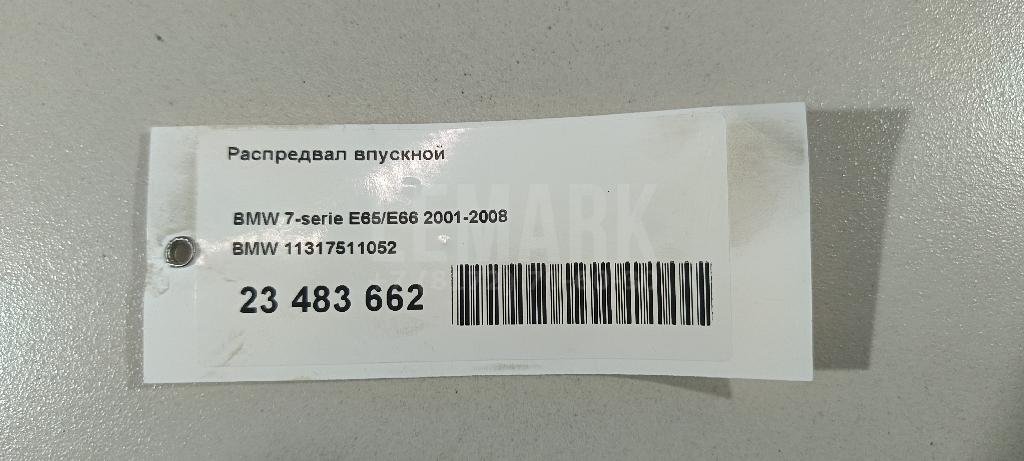 Распредвал впускной
BMW 7-serie E65/E66 2001-2008
BMW 11317511052
23 483 662